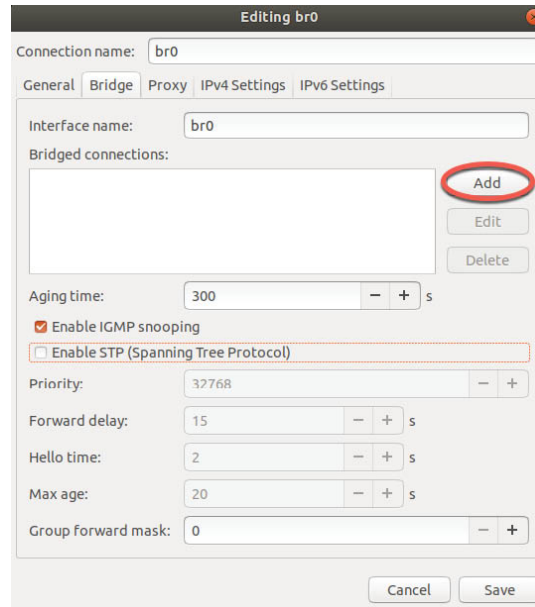 Editing br0
Connection name: br0
General Bridge Proxy IPv4 Settings IPv6 Settings
Interface name: br0
Bridged connections:
Add
Edit
Delete
Aging time: 300 − + s
Enable IGMP snooping
Enable STP (Spanning Tree Protocol)
Priority: 32768 − +
Forward delay: 15 − + s
Hello time: 2 − + s
Max age: 20 − + s
Group forward mask: 0 − +
Cancel Save